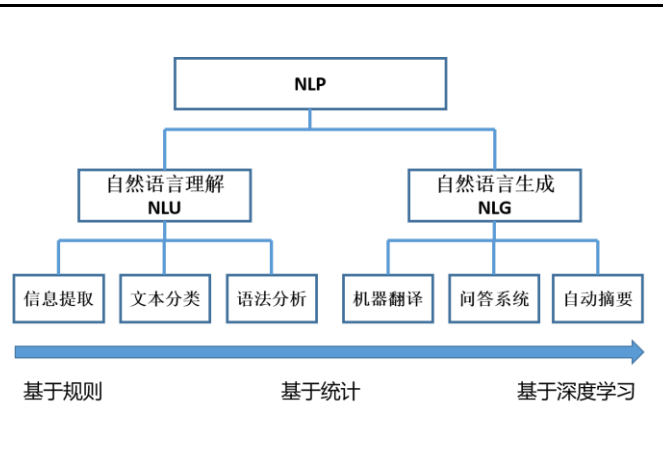 NLP
自然语言理解
NLU
自然语言生成
NLG
信息提取
文本分类
语法分析
机器翻译
问答系统
自动摘要
基于规则
基于统计
基于深度学习